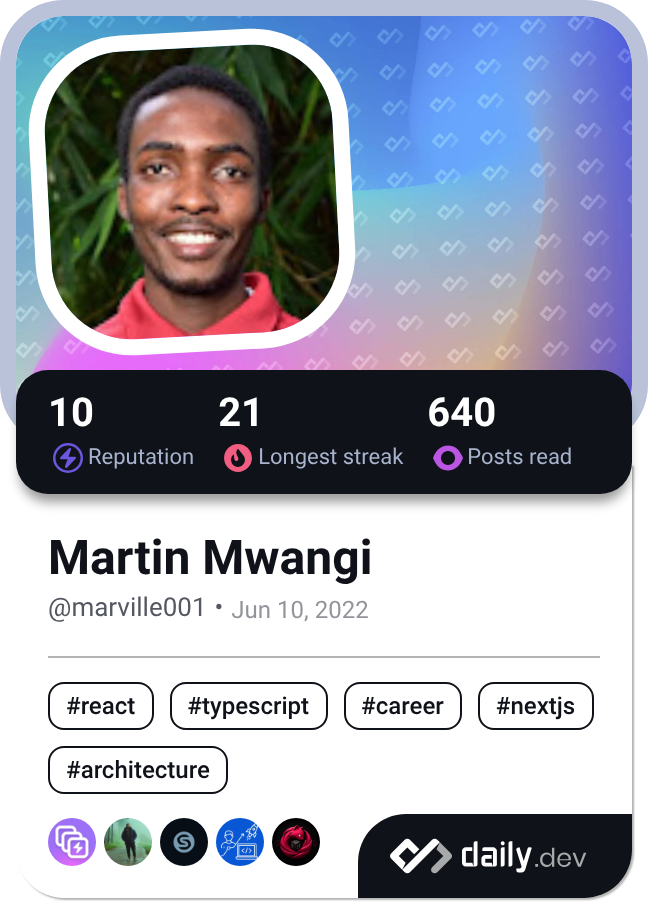 10 21 640
Reputation Longest streak Posts read
Martin Mwangi
@marville001 • Jun 10, 2022
#react #typescript #career #nextjs
#architecture
daily.dev